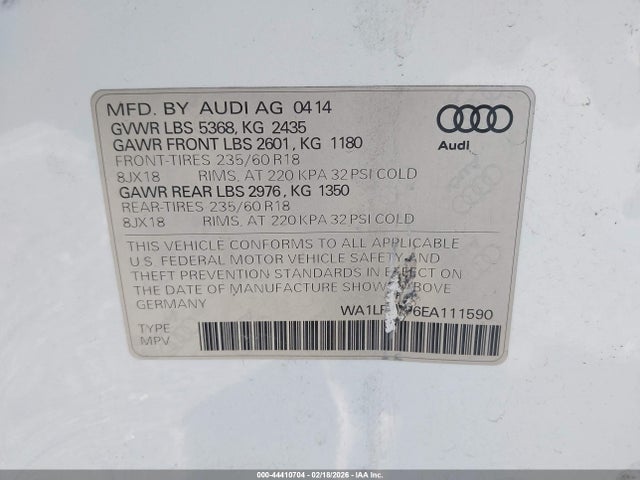 MFD. BY AUDI AG 04 14
GVWR LBS 5368, KG 2435
GAWR FRONT LBS 2601, KG 1180
FRONT-TIRES 235/60 R18
8JX18 RIMS, AT 220 KPA 32 PSI COLD
GAWR REAR LBS 2976, KG 1350
REAR-TIRES 235/60 R18
8JX18 RIMS, AT 220 KPA 32 PSI COLD
Audi
THIS VEHICLE CONFORMS TO ALL APPLICABLE
U.S. FEDERAL MOTOR VEHICLE SAFETY AND
THEFT PREVENTION STANDARDS IN EFFECT ON
THE DATE OF MANUFACTURE SHOWN ABOVE
GERMANY
TYPE
MPV
000-44410704 - 02/18/2026 - IAA Inc.